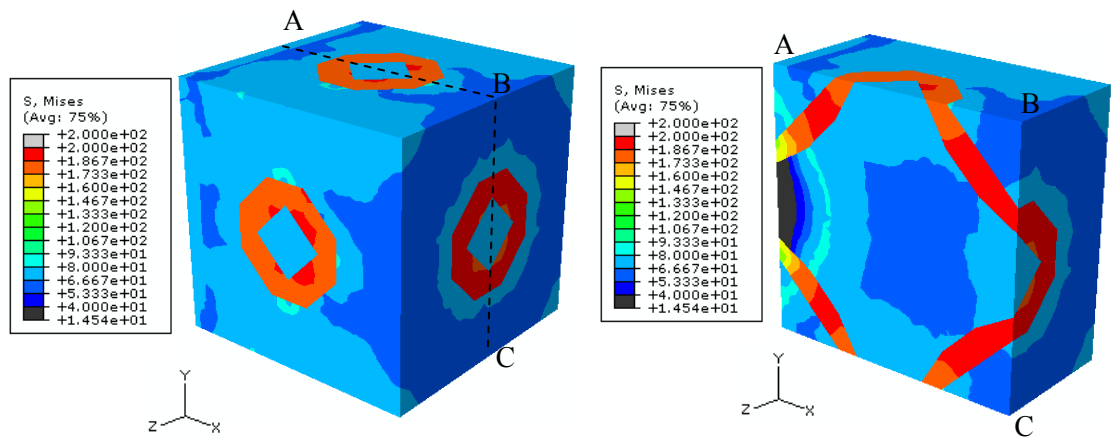 A
B
C
S, Mises
(Avg: 75%)
+2.000e+02
+2.000e+02
+1.867e+02
+1.733e+02
+1.600e+02
+1.467e+02
+1.333e+02
+1.200e+02
+1.067e+02
+9.333e+01
+8.000e+01
+6.667e+01
+5.333e+01
+4.000e+01
+1.454e+01
Y
Z
X
A
B
C
S, Mises
(Avg: 75%)
+2.000e+02
+2.000e+02
+1.867e+02
+1.733e+02
+1.600e+02
+1.467e+02
+1.333e+02
+1.200e+02
+1.067e+02
+9.333e+01
+8.000e+01
+6.667e+01
+5.333e+01
+4.000e+01
+1.454e+01
Y
Z
X